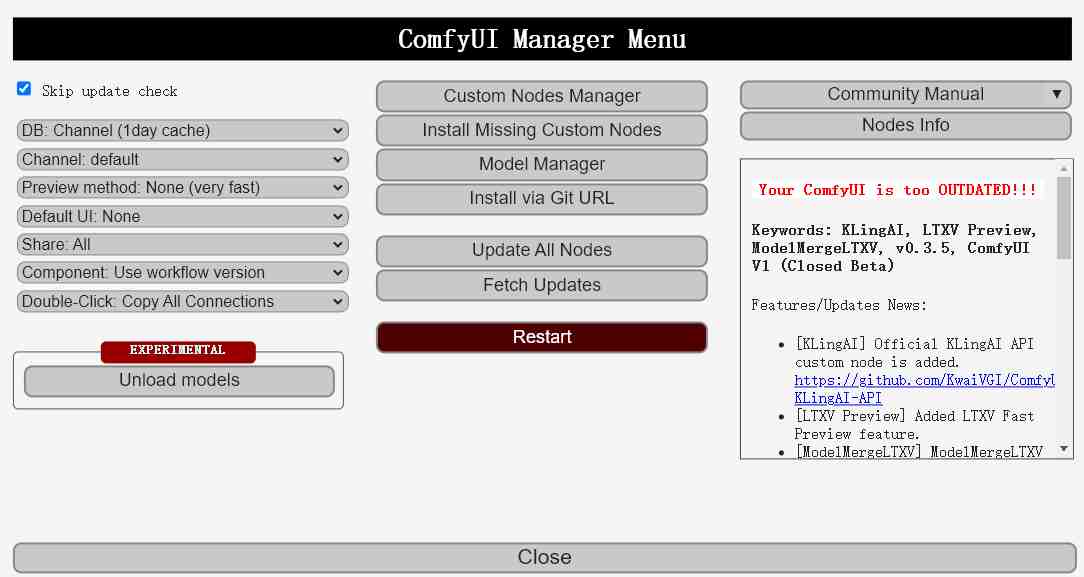 ComfyUI Manager Menu
Skip update check
DB: Channel (1day cache)
Channel: default
Preview method: None (very fast)
Default UI: None
Share: All
Component: Use workflow version
Double-Click: Copy All Connections
EXPERIMENTAL
Unload models
Custom Nodes Manager
Install Missing Custom Nodes
Model Manager
Install via Git URL
Update All Nodes
Fetch Updates
Restart
Community Manual
Nodes Info
Your ComfyUI is too OUTDATED!!!
Keywords: KLingAI, LTXV Preview,
ModelMergeLTXV, v0.3.5, ComfyUI
V1 (Closed Beta)
Features/Updates News:
• [KLingAI] Official KLingAI API
custom node is added.
https://github.com/KwaiVGI/ComfyU
KLingAI-API
• [LTXV Preview] Added LTXV Fast
Preview feature.
• [ModelMergeLTXV] ModelMergeLTXV
Close